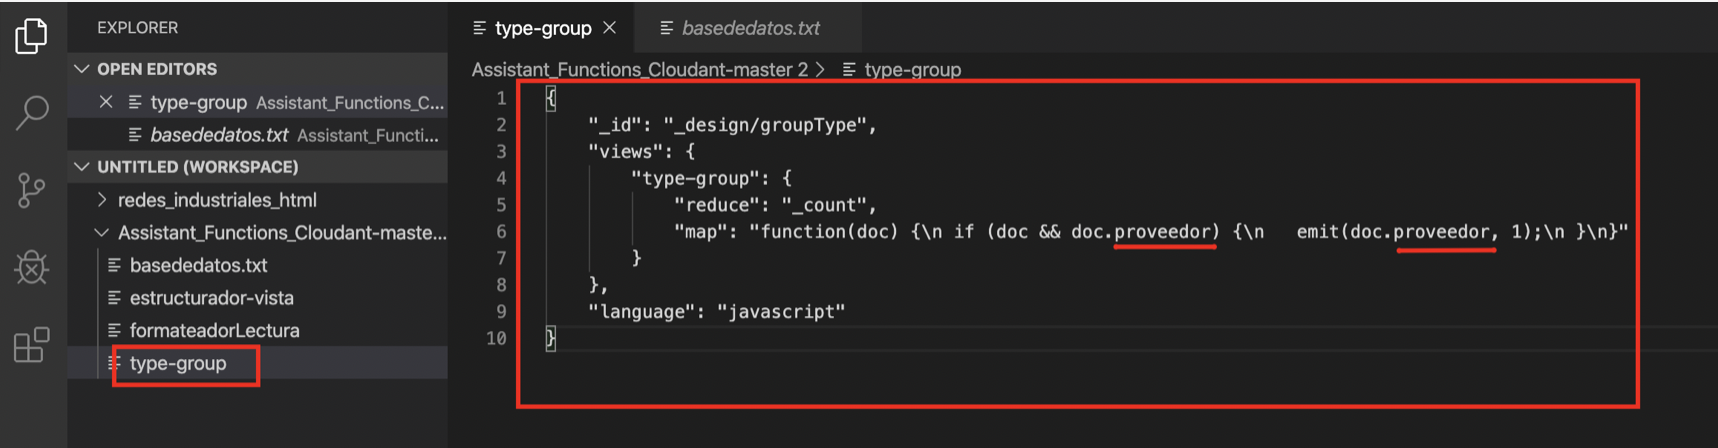 EXPLORER
OPEN EDITORS
type-group Assistant_Functions_C...
basededatos.txt Assistant_Functi...
UNTITLED (WORKSPACE)
redes_industriales_html
Assistant_Functions_Cloudant-maste...
basededatos.txt
estructurador-vista
formateadorLectura
type-group
type-group
basededatos.txt
Assistant_Functions_Cloudant-master 2 > type-group
1 {
2 "_id": "_design/groupType",
3 "views": {
4 "type-group": {
5 "reduce": "_count",
6 "map": "function(doc) {\n if (doc && doc.proveedor) {\n   emit(doc.proveedor, 1);\n }\n}"
7 }
8 },
9 "language": "javascript"
10 }